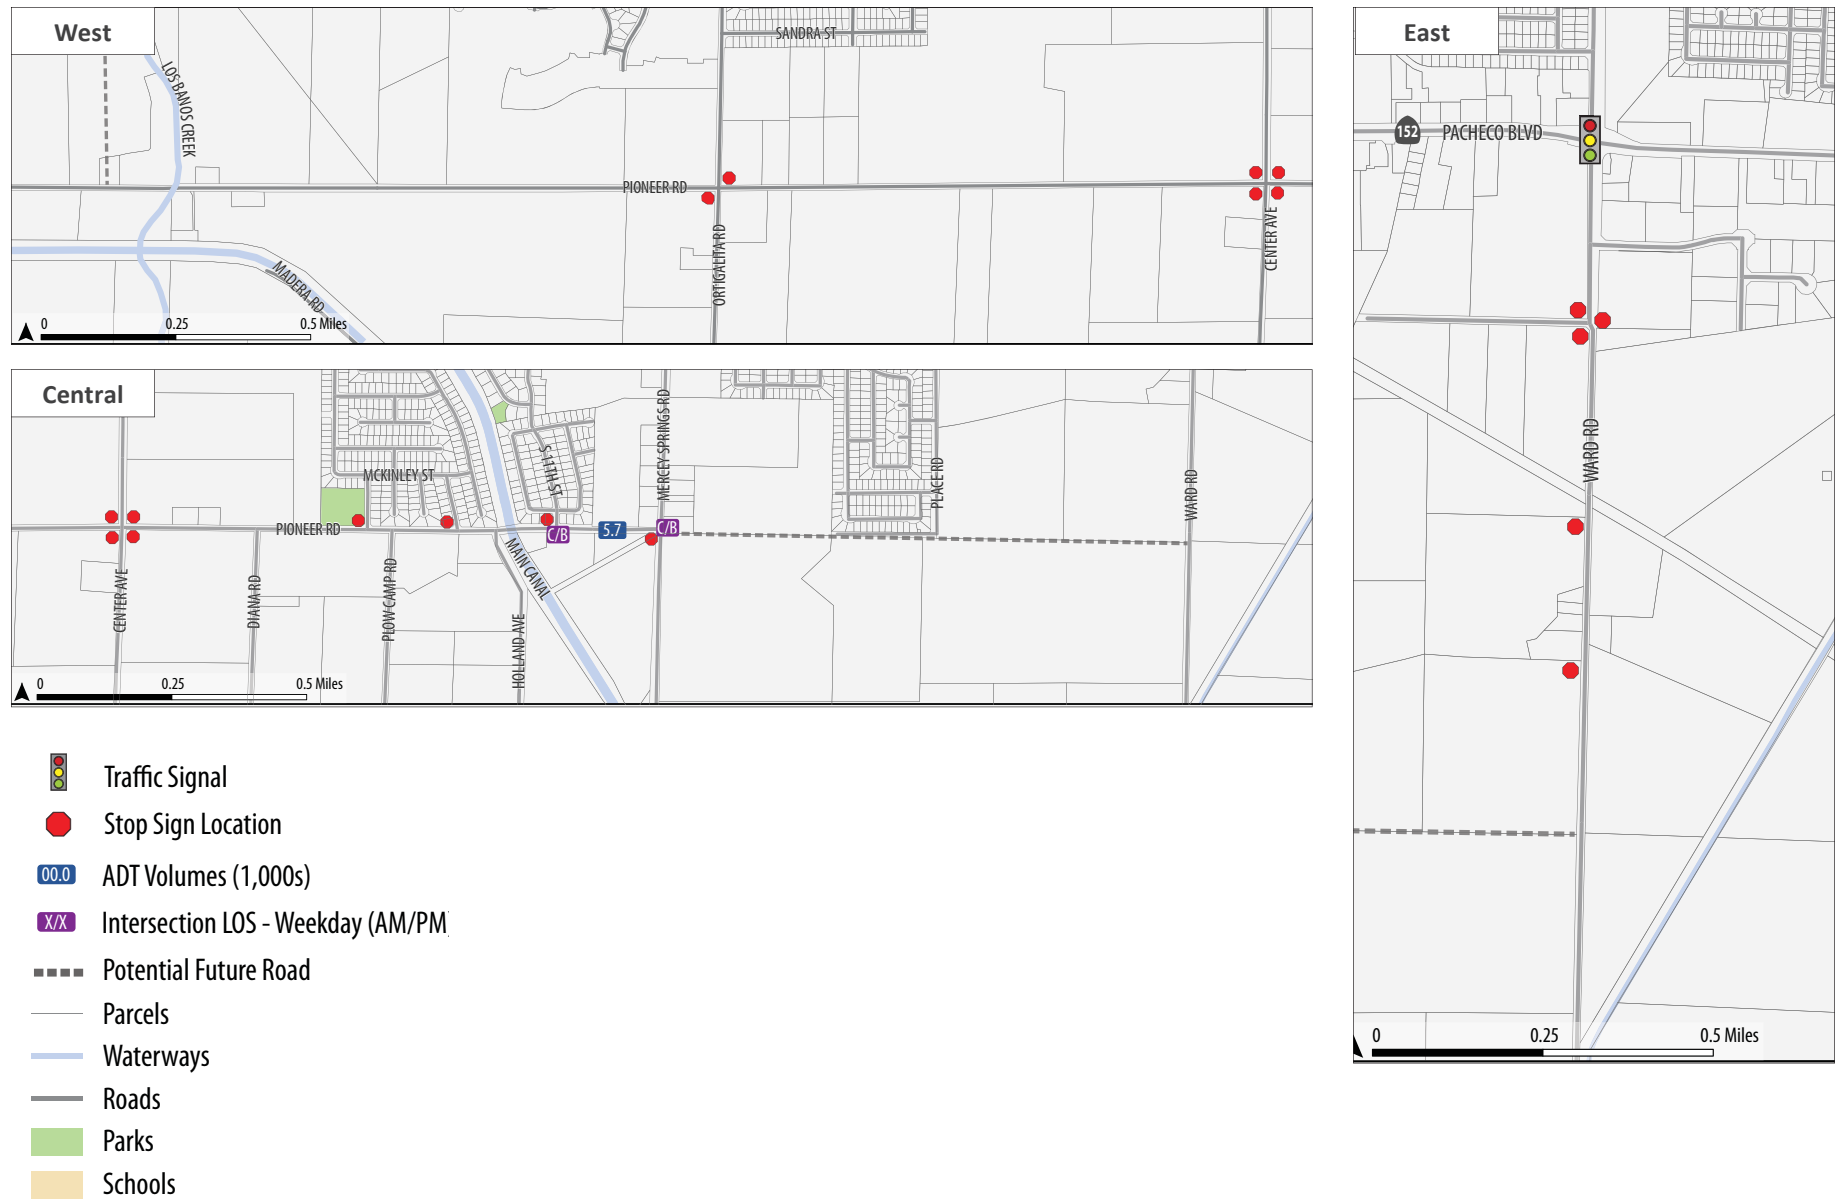 West
SANDRA ST
LOS BANOS CREEK
PIONEER RD
ORTIGALITA RD
CENTER AVE
MADERA RD
0 0.25 0.5 Miles
Central
MERCEY SPRINGS RD
S 11TH ST
MCKINLEY ST
PLACE RD
WARD RD
PIONEER RD
C/B
5.7
C/B
MAIN CANAL
CENTER AVE
DIANA RD
PLOW CAMP RD
HOLLAND AVE
0 0.25 0.5 Miles
East
152
PACHECO BLVD
WARD RD
0 0.25 0.5 Miles
Traffic Signal
Stop Sign Location
00.0 ADT Volumes (1,000s)
X/X Intersection LOS - Weekday (AM/PM
Potential Future Road
Parcels
Waterways
Roads
Parks
Schools